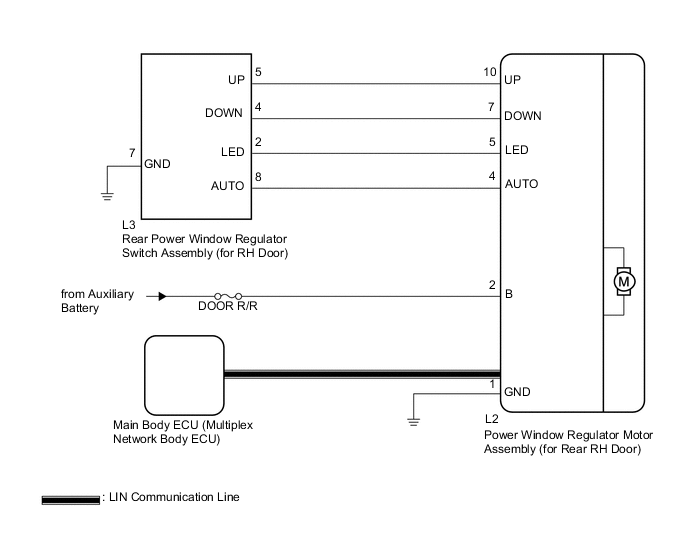 5 10
UP UP
4 7
DOWN DOWN
2 5
LED LED
7
GND
8 4
AUTO AUTO
L3
Rear Power Window Regulator
Switch Assembly (for RH Door)
M
from Auxiliary
Battery
DOOR R/R
2
B
1
GND
L2
Main Body ECU (Multiplex
Network Body ECU)
Power Window Regulator Motor
Assembly (for Rear RH Door)
: LIN Communication Line